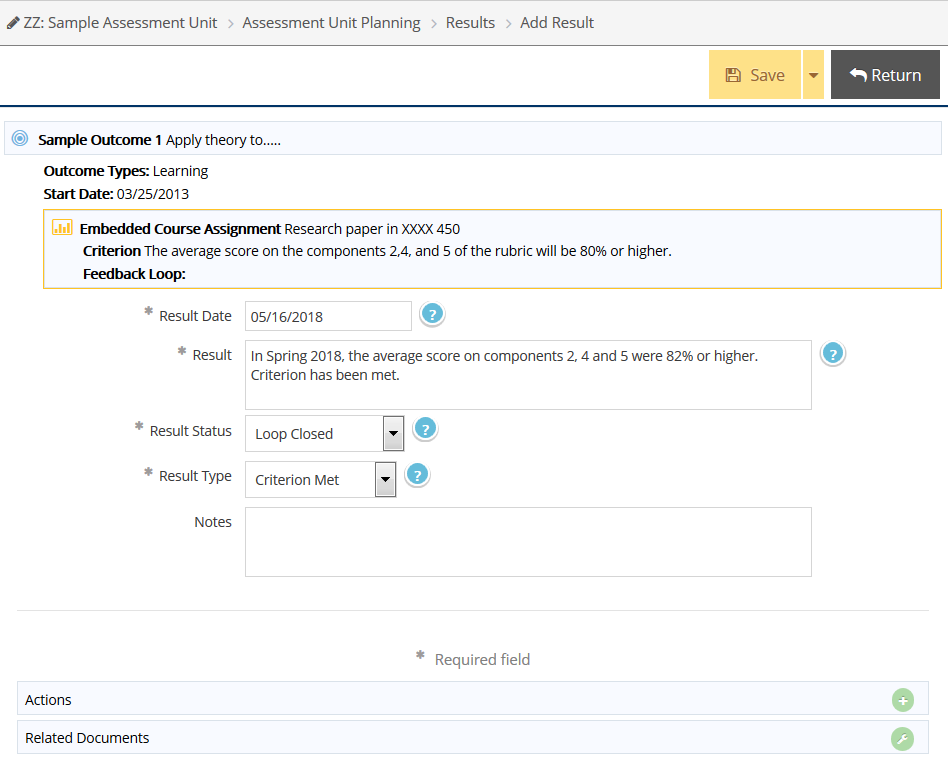 ZZ: Sample Assessment Unit > Assessment Unit Planning > Results > Add Result
Save
Return
Sample Outcome 1 Apply theory to.....
Outcome Types: Learning
Start Date: 03/25/2013
Embedded Course Assignment Research paper in XXXX 450
Criterion The average score on the components 2,4, and 5 of the rubric will be 80% or higher.
Feedback Loop:
* Result Date 05/16/2018 ?
* Result In Spring 2018, the average score on components 2, 4 and 5 were 82% or higher. ?
Criterion has been met.
* Result Status Loop Closed ?
* Result Type Criterion Met ?
Notes
* Required field
Actions
Related Documents